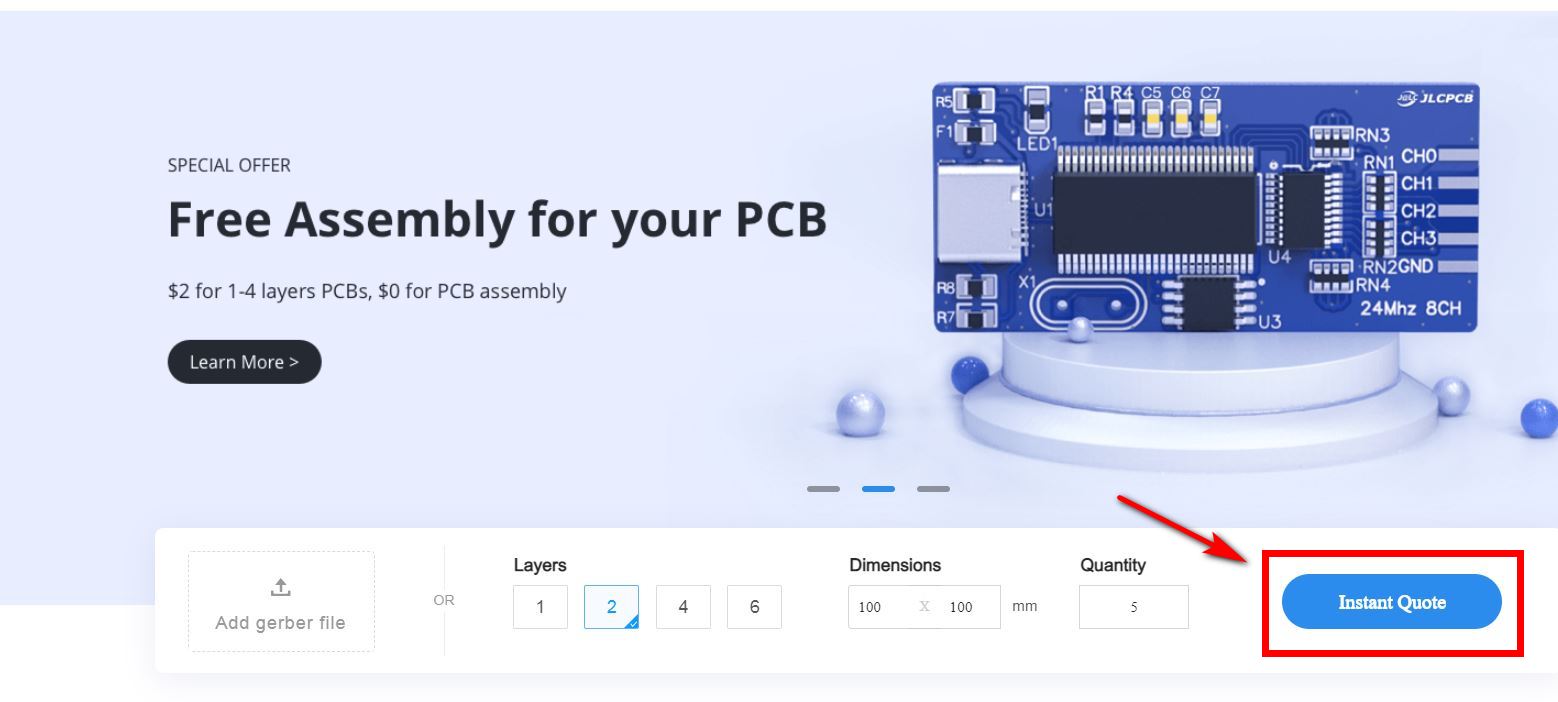 SPECIAL OFFER
Free Assembly for your PCB
$2 for 1-4 layers PCBs, $0 for PCB assembly
Learn More >
R5
F1
LED1
R1 R4 C5 C6 C7
JLC JLCPCB
RN3
RN1
CH0
CH1
CH2
CH3
RN2 GND
RN4
U1
U4
R8
X1
R7
U3
24Mhz 8CH
Add gerber file
OR
Layers
1 2 4 6
Dimensions
100 X 100 mm
Quantity
5
Instant Quote